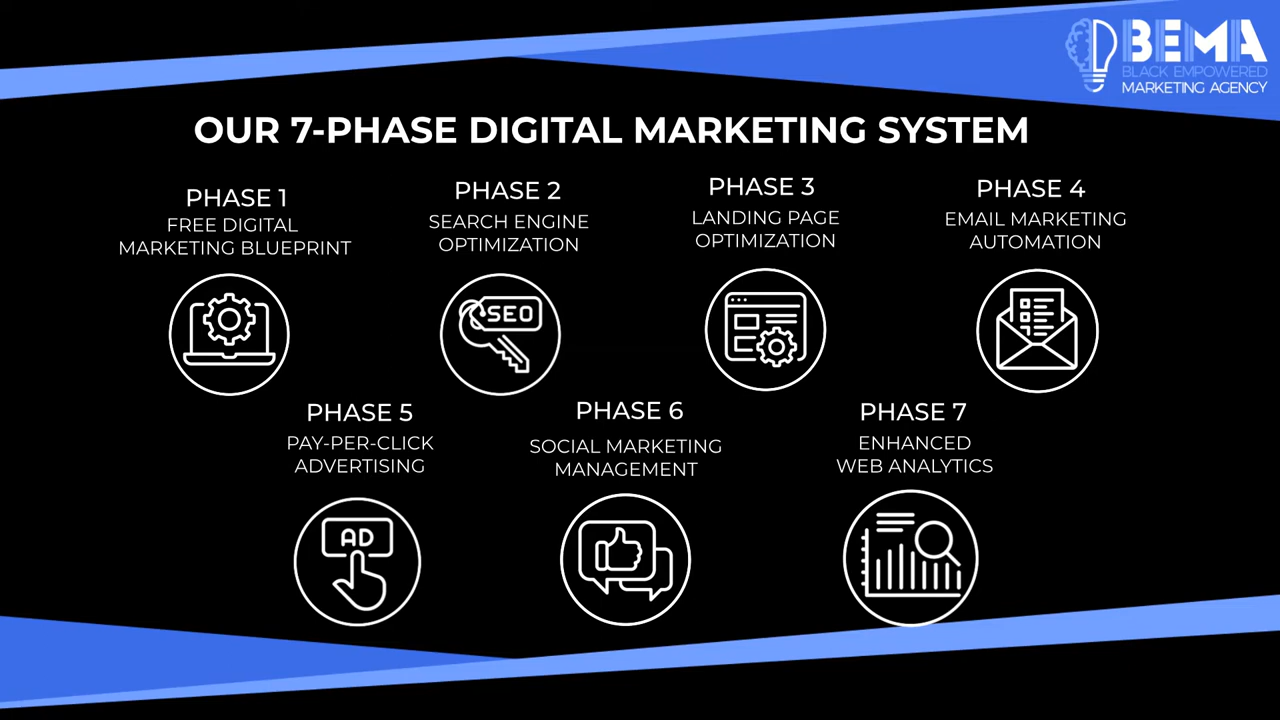 BEMA
BLACK EMPOWERED
MARKETING AGENCY
OUR 7-PHASE DIGITAL MARKETING SYSTEM
PHASE 1
FREE DIGITAL
MARKETING BLUEPRINT
PHASE 2
SEARCH ENGINE
OPTIMIZATION
SEO
PHASE 3
LANDING PAGE
OPTIMIZATION
PHASE 4
EMAIL MARKETING
AUTOMATION
PHASE 5
PAY-PER-CLICK
ADVERTISING
AD
PHASE 6
SOCIAL MARKETING
MANAGEMENT
PHASE 7
ENHANCED
WEB ANALYTICS